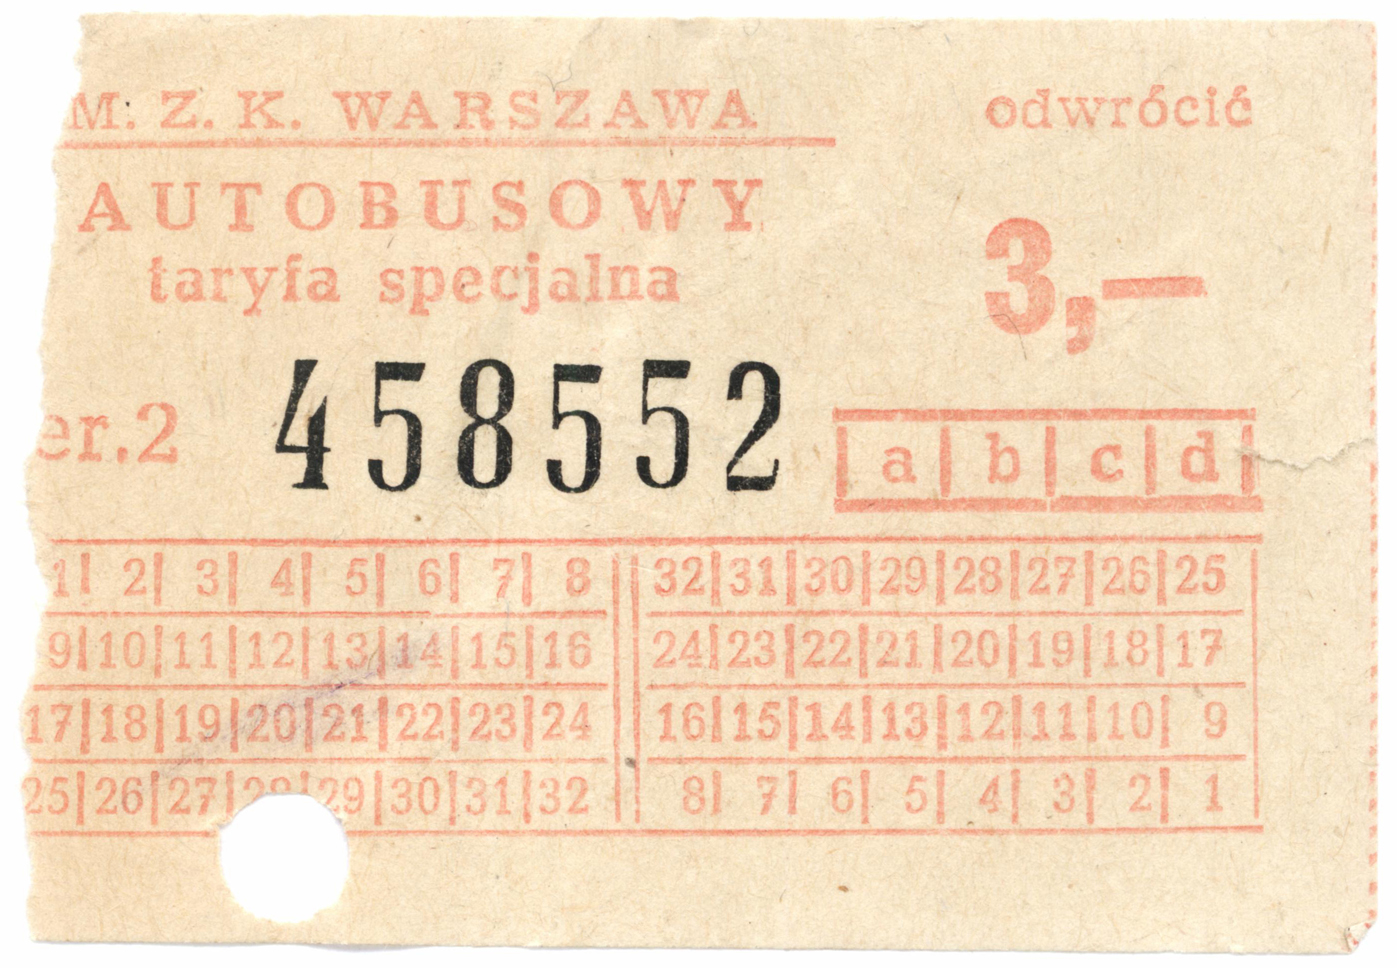 M. Z. K. WARSZAWA
odwrócić
AUTOBUSOWY
taryfa specjalna
3,—
er.2 458552
a b c d
1 2 3 4 5 6 7 8 32 31 30 29 28 27 26 25
9 10 11 12 13 14 15 16 24 23 22 21 20 19 18 17
17 18 19 20 21 22 23 24 16 15 14 13 12 11 10 9
25 26 27 28 29 30 31 32 8 7 6 5 4 3 2 1